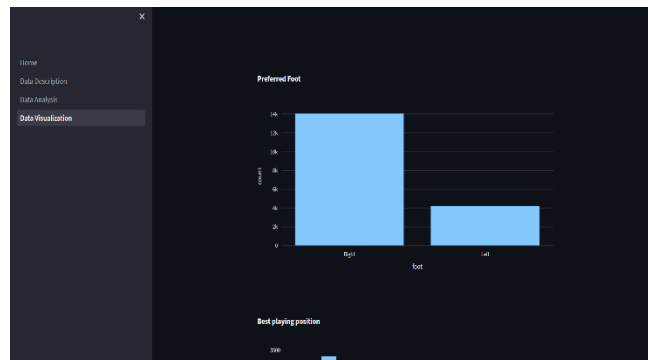 X
Home
Data Description
Data Analysis
Data Visualization
Preferred Foot
14k
12k
10k
8k
6k
4k
2k
0
count
Right
Left
foot
Best playing position
3500